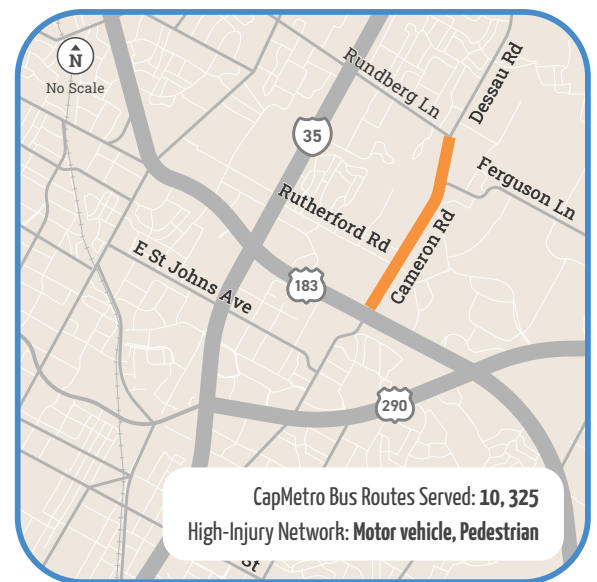 N
No Scale
Rundberg Ln
Dessau Rd
35
Ferguson Ln
Rutherford Rd
Cameron Rd
E St Johns Ave
183
290
CapMetro Bus Routes Served: 10, 325
High-Injury Network: Motor vehicle, Pedestrian
St